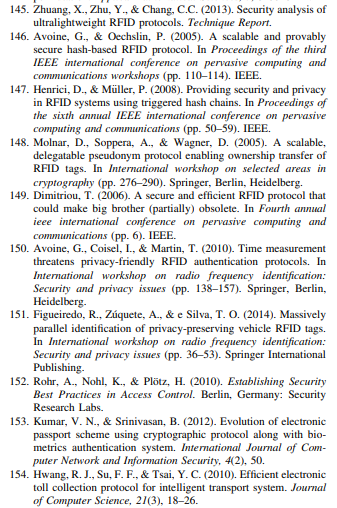 145. Zhuang, X., Zhu, Y., & Chang, C.C. (2013). Security analysis of
ultralightweight RFID protocols. Technique Report.
146. Avoine, G., & Oechslin, P. (2005). A scalable and provably
secure hash-based RFID protocol. In Proceedings of the third
IEEE international conference on pervasive computing and
communications workshops (pp. 110–114). IEEE.
147. Henrici, D., & Müller, P. (2008). Providing security and privacy
in RFID systems using triggered hash chains. In Proceedings of
the sixth annual IEEE international conference on pervasive
computing and communications (pp. 50–59). IEEE.
148. Molnar, D., Soppera, A., & Wagner, D. (2005). A scalable,
delegatable pseudonym protocol enabling ownership transfer of
RFID tags. In International workshop on selected areas in
cryptography (pp. 276–290). Springer, Berlin, Heidelberg.
149. Dimitriou, T. (2006). A secure and efficient RFID protocol that
could make big brother (partially) obsolete. In Fourth annual
ieee international conference on pervasive computing and
communications (pp. 6). IEEE.
150. Avoine, G., Coisel, I., & Martin, T. (2010). Time measurement
threatens privacy-friendly RFID authentication protocols. In
International workshop on radio frequency identification:
Security and privacy issues (pp. 138–157). Springer, Berlin,
Heidelberg.
151. Figueiredo, R., Zúquete, A., & e Silva, T. O. (2014). Massively
parallel identification of privacy-preserving vehicle RFID tags.
In International workshop on radio frequency identification:
Security and privacy issues (pp. 36–53). Springer International
Publishing.
152. Rohr, A., Nohl, K., & Plötz, H. (2010). Establishing Security
Best Practices in Access Control. Berlin, Germany: Security
Research Labs.
153. Kumar, V. N., & Srinivasan, B. (2012). Evolution of electronic
passport scheme using cryptographic protocol along with bio-
metrics authentication system. International Journal of Com-
puter Network and Information Security, 4(2), 50.
154. Hwang, R. J., Su, F. F., & Tsai, Y. C. (2010). Efficient electronic
toll collection protocol for intelligent transport system. Journal
of Computer Science, 21(3), 18–26.